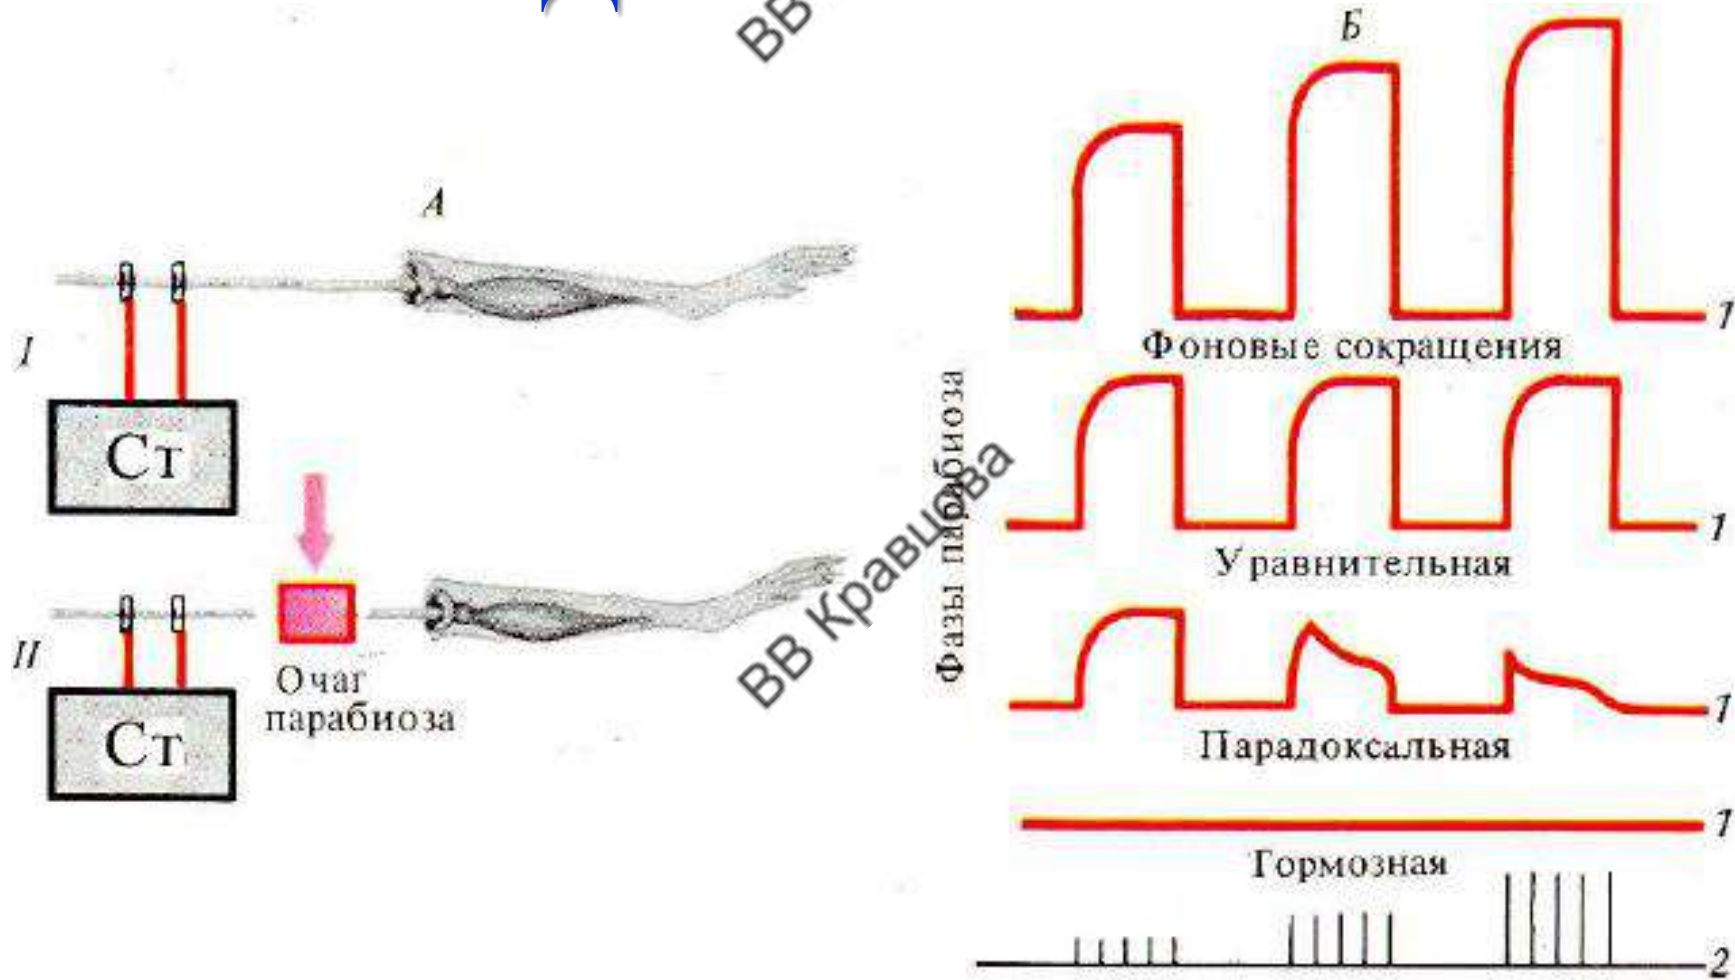 ВВ
А
I
Ст
II
Очаг
парабиоза
Ст
ВВ Кравцова
Фазы парабиоза
Б
1
Фоновые сокращения
1
Уравнительная
1
Парадоксальная
1
Гормозная
2